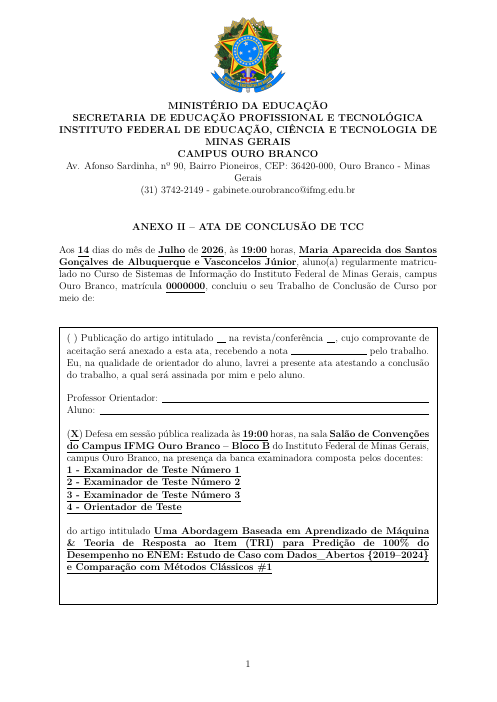 MINISTÉRIO DA EDUCAÇÃO
SECRETARIA DE EDUCAÇÃO PROFISSIONAL E TECNOLÓGICA
INSTITUTO FEDERAL DE EDUCAÇÃO, CIÊNCIA E TECNOLOGIA DE
MINAS GERAIS
CAMPUS OURO BRANCO
Av. Afonso Sardinha, nº 90, Bairro Pioneiros, CEP: 36420-000, Ouro Branco - Minas
Gerais
(31) 3742-2149 - gabinete.ourobranco@ifmg.edu.br
ANEXO II – ATA DE CONCLUSÃO DE TCC
Aos 14 dias do mês de Julho de 2026, às 19:00 horas, Maria Aparecida dos Santos
Gonçalves de Albuquerque e Vasconcelos Júnior, aluno(a) regularmente matricu-
lado no Curso de Sistemas de Informação do Instituto Federal de Minas Gerais, campus
Ouro Branco, matrícula 0000000, concluiu o seu Trabalho de Conclusão de Curso por
meio de:
( ) Publicação do artigo intitulado __ na revista/conferência __, cujo comprovante de
aceitação será anexado a esta ata, recebendo a nota ______________ pelo trabalho.
Eu, na qualidade de orientador do aluno, lavrei a presente ata atestando a conclusão
do trabalho, a qual será assinada por mim e pelo aluno.
Professor Orientador: ______________
Aluno: ______________
(X) Defesa em sessão pública realizada às 19:00 horas, na sala Salão de Convenções
do Campus IFMG Ouro Branco – Bloco B do Instituto Federal de Minas Gerais,
campus Ouro Branco, na presença da banca examinadora composta pelos docentes:
1 - Examinador de Teste Número 1
2 - Examinador de Teste Número 2
3 - Examinador de Teste Número 3
4 - Orientador de Teste
do artigo intitulado Uma Abordagem Baseada em Aprendizado de Máquina
& Teoria de Resposta ao Item (TRI) para Predição de 100% do
Desempenho no ENEM: Estudo de Caso com Dados_Abertos {2019–2024}
e Comparação com Métodos Clássicos #1
1